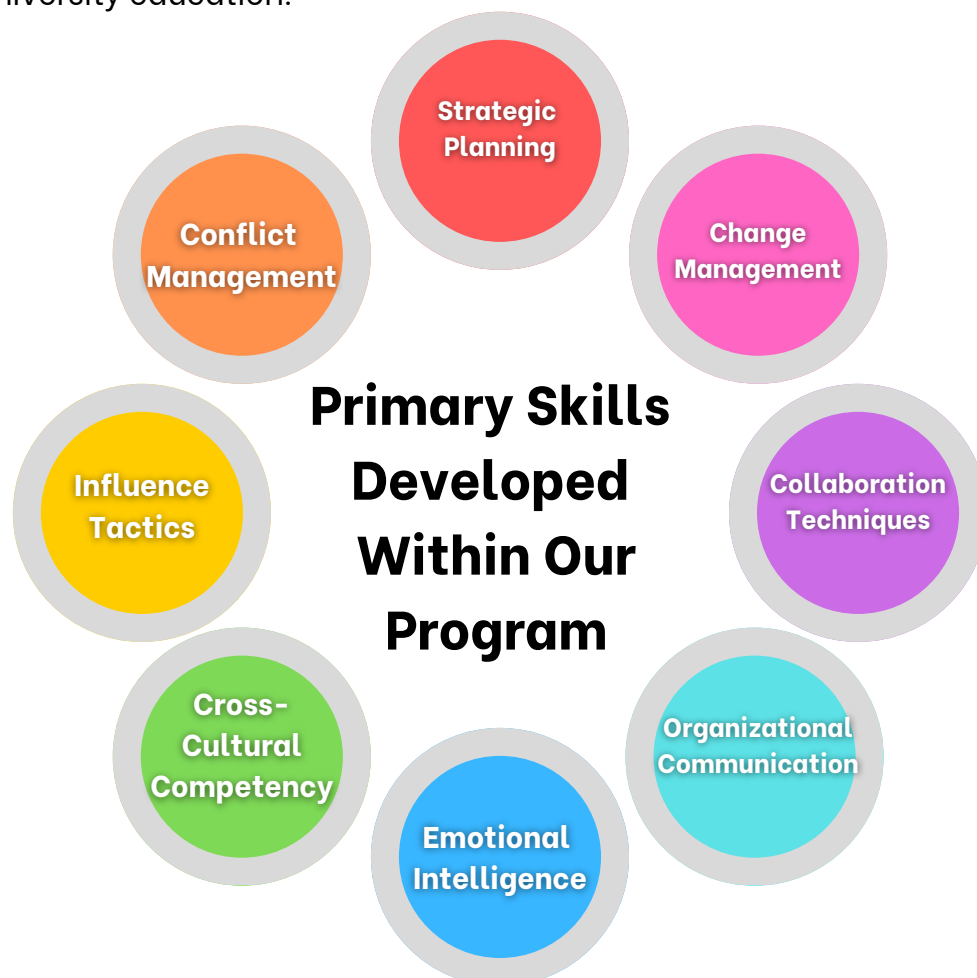 education.
Strategic
Planning
Change
Management
Collaboration
Techniques
Organizational
Communication
Emotional
Intelligence
Cross-
Cultural
Competency
Influence
Tactics
Conflict
Management
Primary Skills
Developed
Within Our
Program